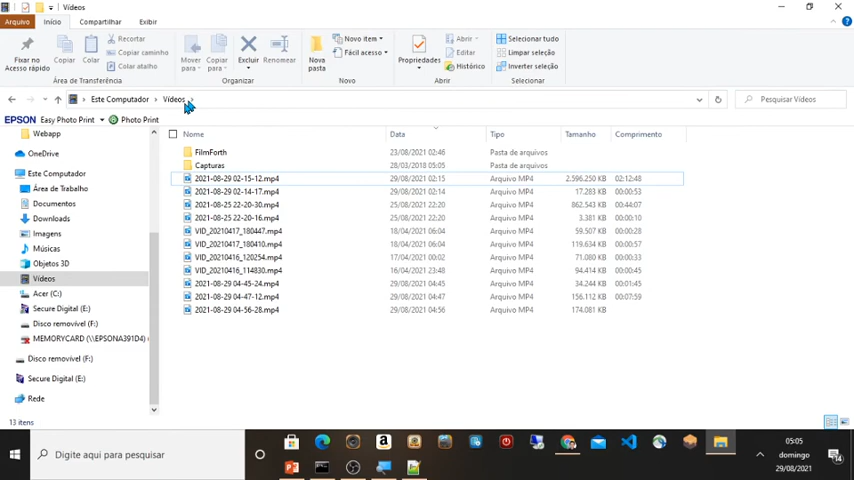 Vídeos
Arquivo Início Compartilhar Exibir
Fixar no Acesso rápido
Copiar
Colar
Recortar
Copiar caminho
Colar atalho
Área de Transferência
Mover para
Copiar para
Excluir
Renomear
Organizar
Nova pasta
Novo item
Fácil acesso
Novo
Propriedades
Abrir
Editar
Histórico
Abrir
Selecionar tudo
Limpar seleção
Inverter seleção
Selecionar
Este Computador Vídeos
Pesquisar Vídeos
EPSON Easy Photo Print Photo Print
Webapp
OneDrive
Este Computador
Área de Trabalho
Documentos
Downloads
Imagens
Músicas
Objetos 3D
Vídeos
Acer (C:)
Secure Digital (E:)
Disco removível (F:)
MEMORYCARD (\\EPSONA391D4)
Disco removível (F:)
Secure Digital (E:)
Rede
Nome Data Tipo Tamanho Comprimento
FilmForth 23/08/2021 02:46 Pasta de arquivos
Capturas 28/03/2018 05:05 Pasta de arquivos
2021-08-29 02-15-12.mp4 29/08/2021 02:15 Arquivo MP4 2.596.250 KB 02:12:48
2021-08-29 02-14-17.mp4 29/08/2021 02:14 Arquivo MP4 17.283 KB 00:00:53
2021-08-25 22-20-30.mp4 25/08/2021 22:20 Arquivo MP4 862.543 KB 00:44:07
2021-08-25 22-20-16.mp4 25/08/2021 22:20 Arquivo MP4 3.381 KB 00:00:10
VID_20210417_180447.mp4 18/04/2021 06:04 Arquivo MP4 59.507 KB 00:00:28
VID_20210417_180410.mp4 18/04/2021 06:04 Arquivo MP4 119.634 KB 00:00:57
VID_20210416_120254.mp4 17/04/2021 00:02 Arquivo MP4 71.080 KB 00:00:33
VID_20210416_114830.mp4 16/04/2021 23:48 Arquivo MP4 94.414 KB 00:00:45
2021-08-29 04-45-24.mp4 29/08/2021 04:45 Arquivo MP4 34.244 KB 00:01:45
2021-08-29 04-47-12.mp4 29/08/2021 04:47 Arquivo MP4 156.112 KB 00:07:59
2021-08-29 04-56-28.mp4 29/08/2021 04:56 Arquivo MP4 174.081 KB
13 itens
Digite aqui para pesquisar
05:05
domingo
29/08/2021
14